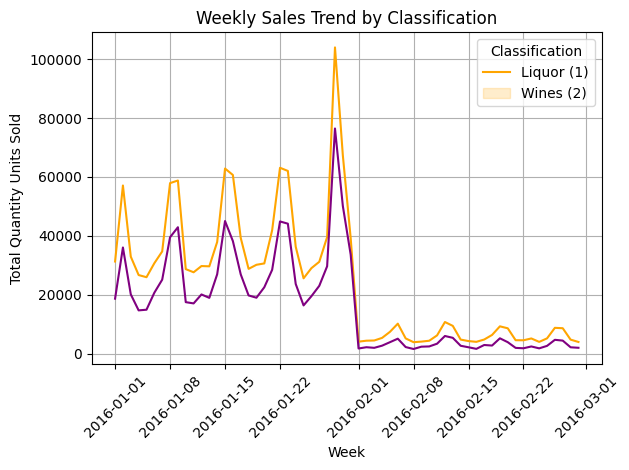 Weekly Sales Trend by Classification
Classification
Liquor (1)
Wines (2)
Total Quantity Units Sold
100000
80000
60000
40000
20000
0
2016-01-01
2016-01-08
2016-01-15
2016-01-22
2016-02-01
2016-02-08
2016-02-15
2016-02-22
2016-03-01
Week